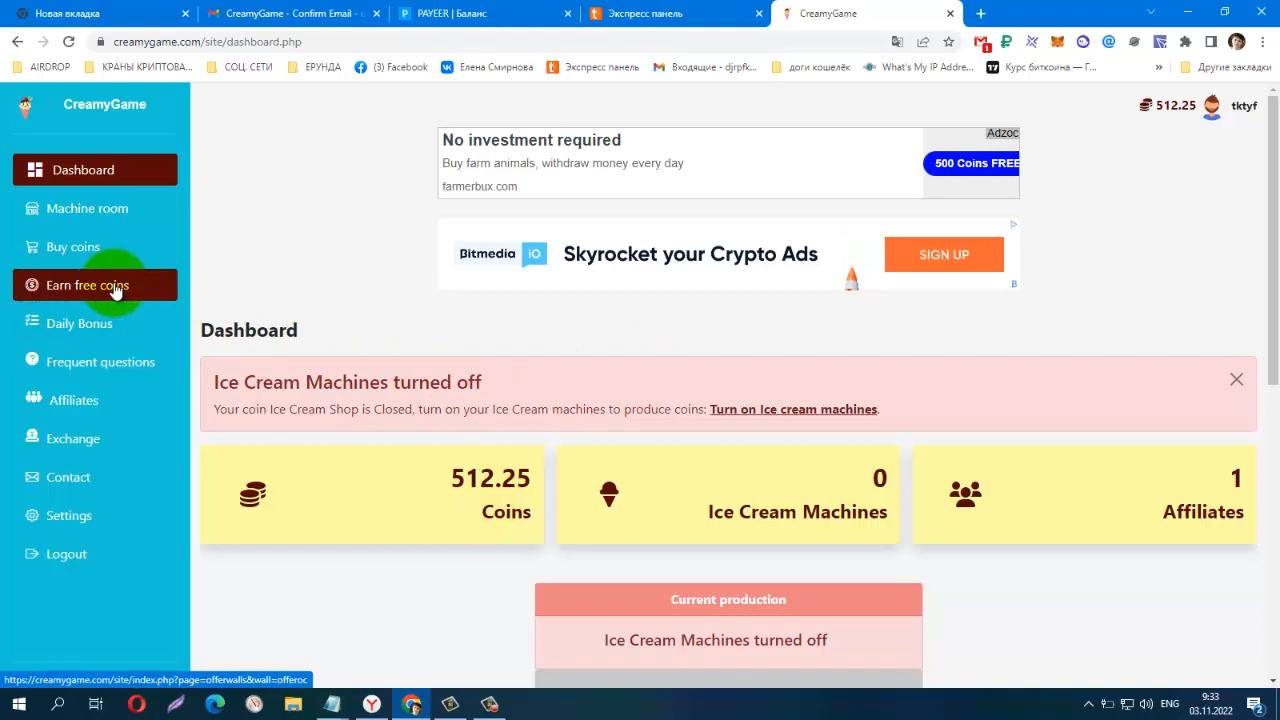 Новая вкладка
CreamyGame - Confirm Email - c
PAYEER | Баланс
Экспресс панель
CreamyGame
creamygame.com/site/dashboard.php
AIRDROP
КРАНЫ КРИПТОВА...
СОЦ. СЕТИ
ЕРУНДА
(3) Facebook
Елена Смирнова
Экспресс панель
Входящие - djrpfk...
доги кошелёк
What's My IP Addre...
Курс биткоина — Г...
»
Другие закладки
CreamyGame
512.25
tktyf
No investment required
Buy farm animals, withdraw money every day
farmerbux.com
Adzoc
500 Coins FREE
Bitmedia IO
Skyrocket your Crypto Ads
SIGN UP
Dashboard
Machine room
Buy coins
Earn free coins
Daily Bonus
Frequent questions
Affiliates
Exchange
Contact
Settings
Logout
Dashboard
Ice Cream Machines turned off
Your coin Ice Cream Shop is Closed, turn on your Ice Cream machines to produce coins: Turn on Ice cream machines.
512.25
Coins
0
Ice Cream Machines
1
Affiliates
Current production
Ice Cream Machines turned off
https://creamygame.com/site/index.php?page=offerwalls&wall=offeroc
ENG
9:33
03.11.2022
2